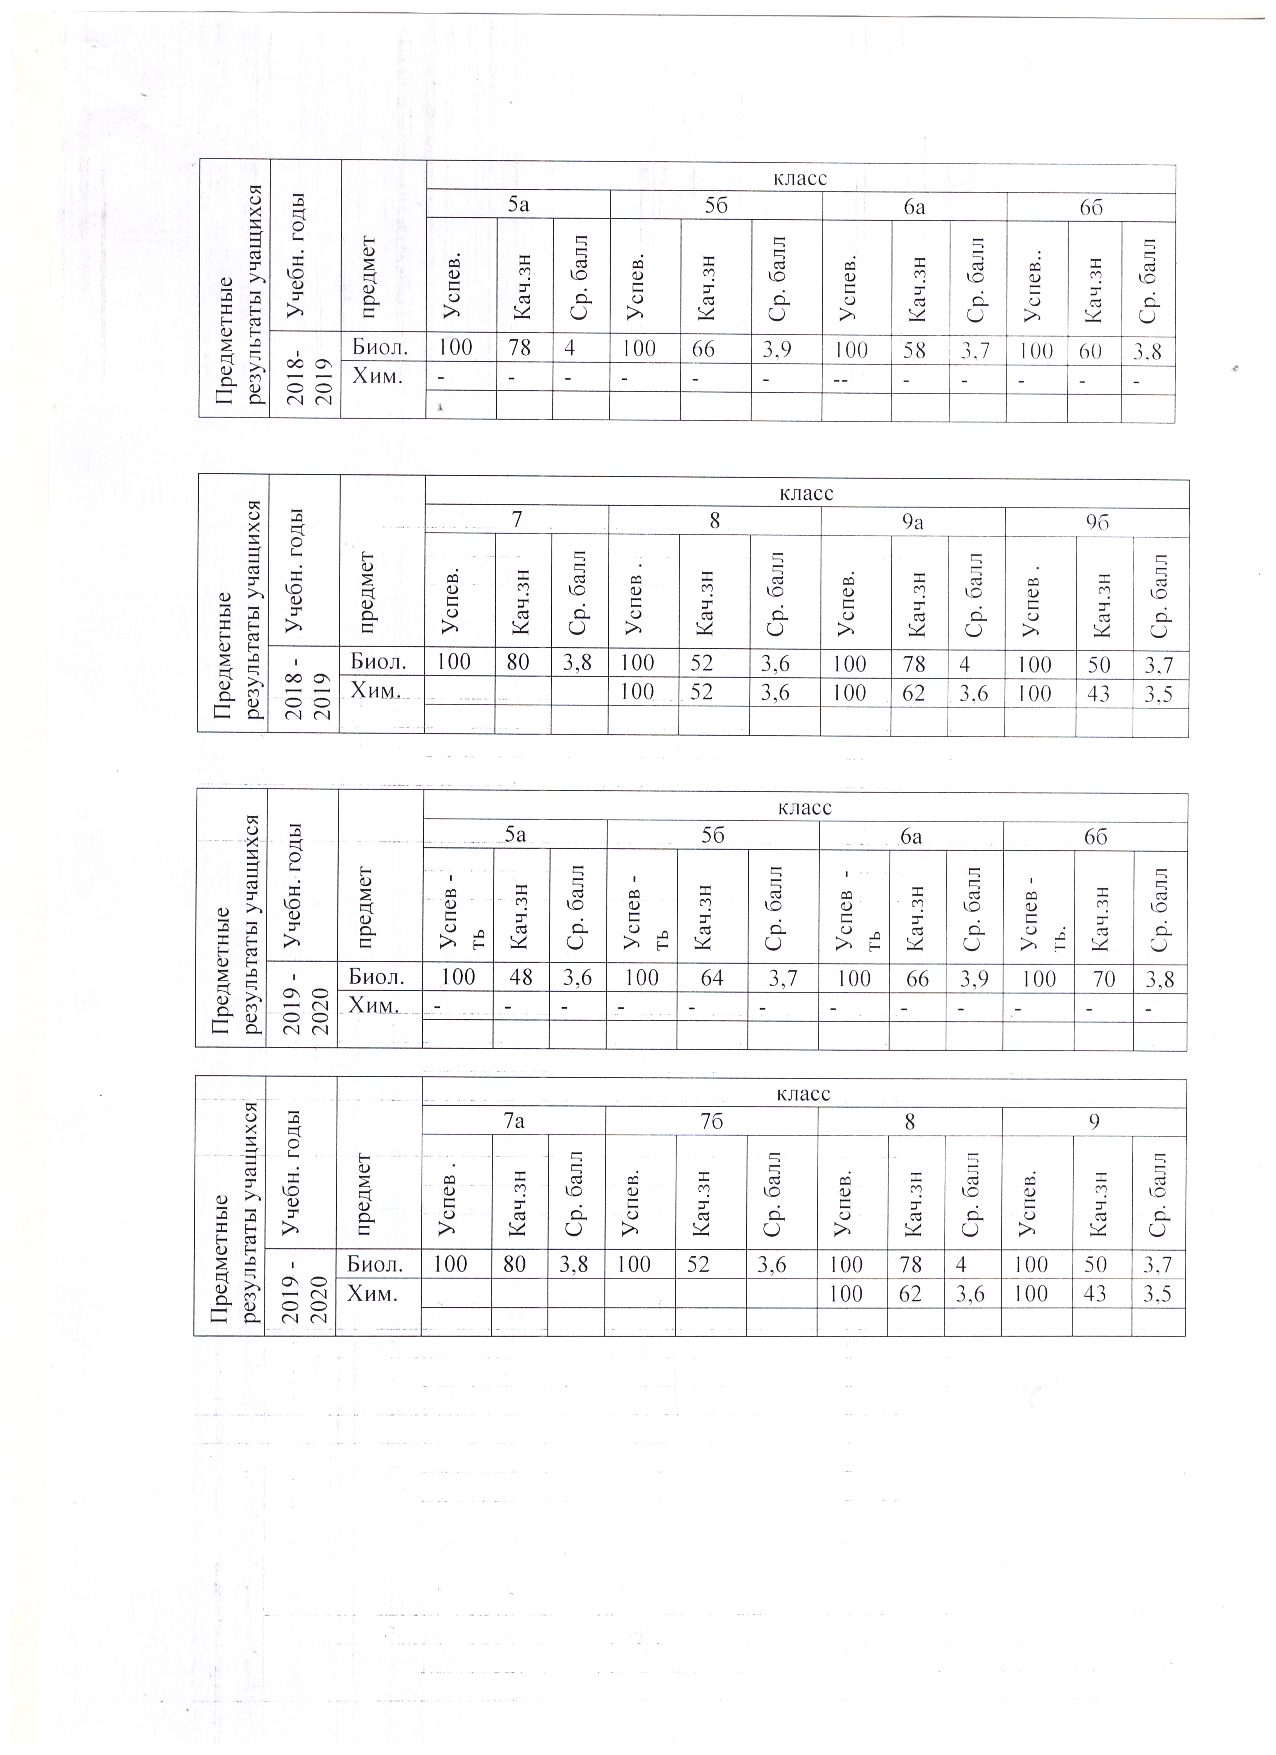 Предметные
результаты учащихся
Учебн. годы
предмет
класс
5а 5б 6а 6б
Успев. Кач.зн Ср. балл Успев. Кач.зн Ср. балл Успев. Кач.зн Ср. балл Успев.. Кач.зн Ср. балл
2018-
2019
Биол. 100 78 4 100 66 3,9 100 58 3,7 100 60 3,8
Хим. - - - - - - -- - - - - -
Предметные
результаты учащихся
Учебн. годы
предмет
класс
7 8 9а 9б
Успев. Кач.зн Ср. балл Успев . . Кач.зн Ср. балл Успев. Кач.зн Ср. балл Успев . Кач.зн Ср. балл
2018 -
2019
Биол. 100 80 3,8 100 52 3,6 100 78 4 100 50 3,7
Хим. 100 52 3,6 100 62 3,6 100 43 3,5
Предметные
результаты учащихся
Учебн. годы
предмет
класс
5а 5б 6а 6б
Успев -
ть
Кач.зн Ср. балл
Успев -
ть
Кач.зн Ср. балл
Успев -
ть
Кач.зн Ср. балл
Успев -
ть.
Кач.зн Ср. балл
2019 -
2020
Биол. 100 48 3,6 100 64 3,7 100 66 3,9 100 70 3,8
Хим. - - - - - - - - - - - -
Предметные
результаты учащихся
Учебн. годы
предмет
класс
7а 7б 8 9
Успев . Кач.зн Ср. балл Успев. Кач.зн Ср. балл Успев. Кач.зн Ср. балл Успев. Кач.зн Ср. балл
2019 -
2020
Биол. 100 80 3,8 100 52 3,6 100 78 4 100 50 3,7
Хим. 100 62 3,6 100 43 3,5